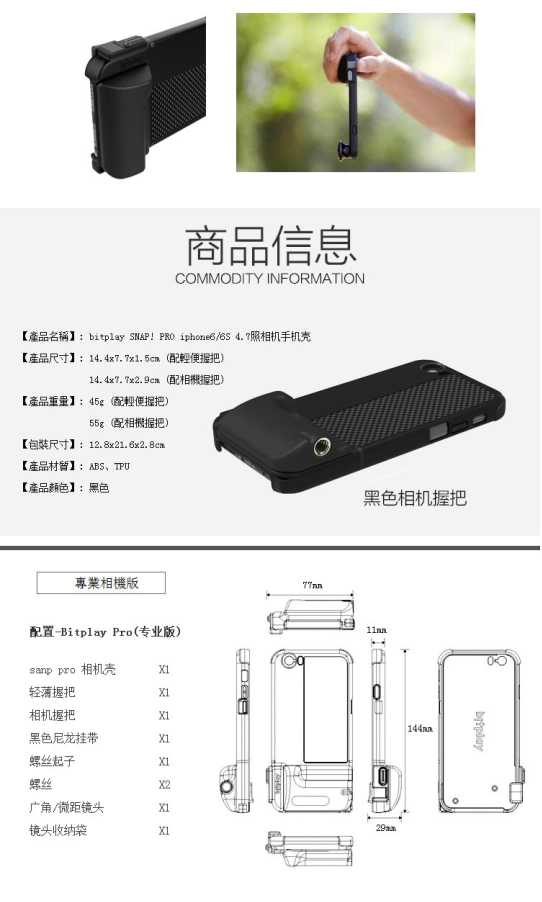 商品信息
COMMODITY INFORMATION
【產品名稱】: bitplay SNAP! PRO iphone6/6S 4.7照相机手机壳
【產品尺寸】: 14.4x7.7x1.5cm (配輕便握把)
14.4x7.7x2.9cm (配相機握把)
【產品重量】: 45g (配輕便握把)
55g (配相機握把)
【包裝尺寸】: 12.8x21.6x2.8cm
【產品材質】: ABS、TPU
【產品顏色】: 黑色
黑色相机握把
專業相機版
配置-Bitplay Pro(专业版)
sanp pro 相机壳 X1
轻薄握把 X1
相机握把 X1
黑色尼龙挂带 X1
螺丝起子 X1
螺丝 X2
广角/微距镜头 X1
镜头收纳袋 X1
77mm
11mm
144mm
29mm
bitplay